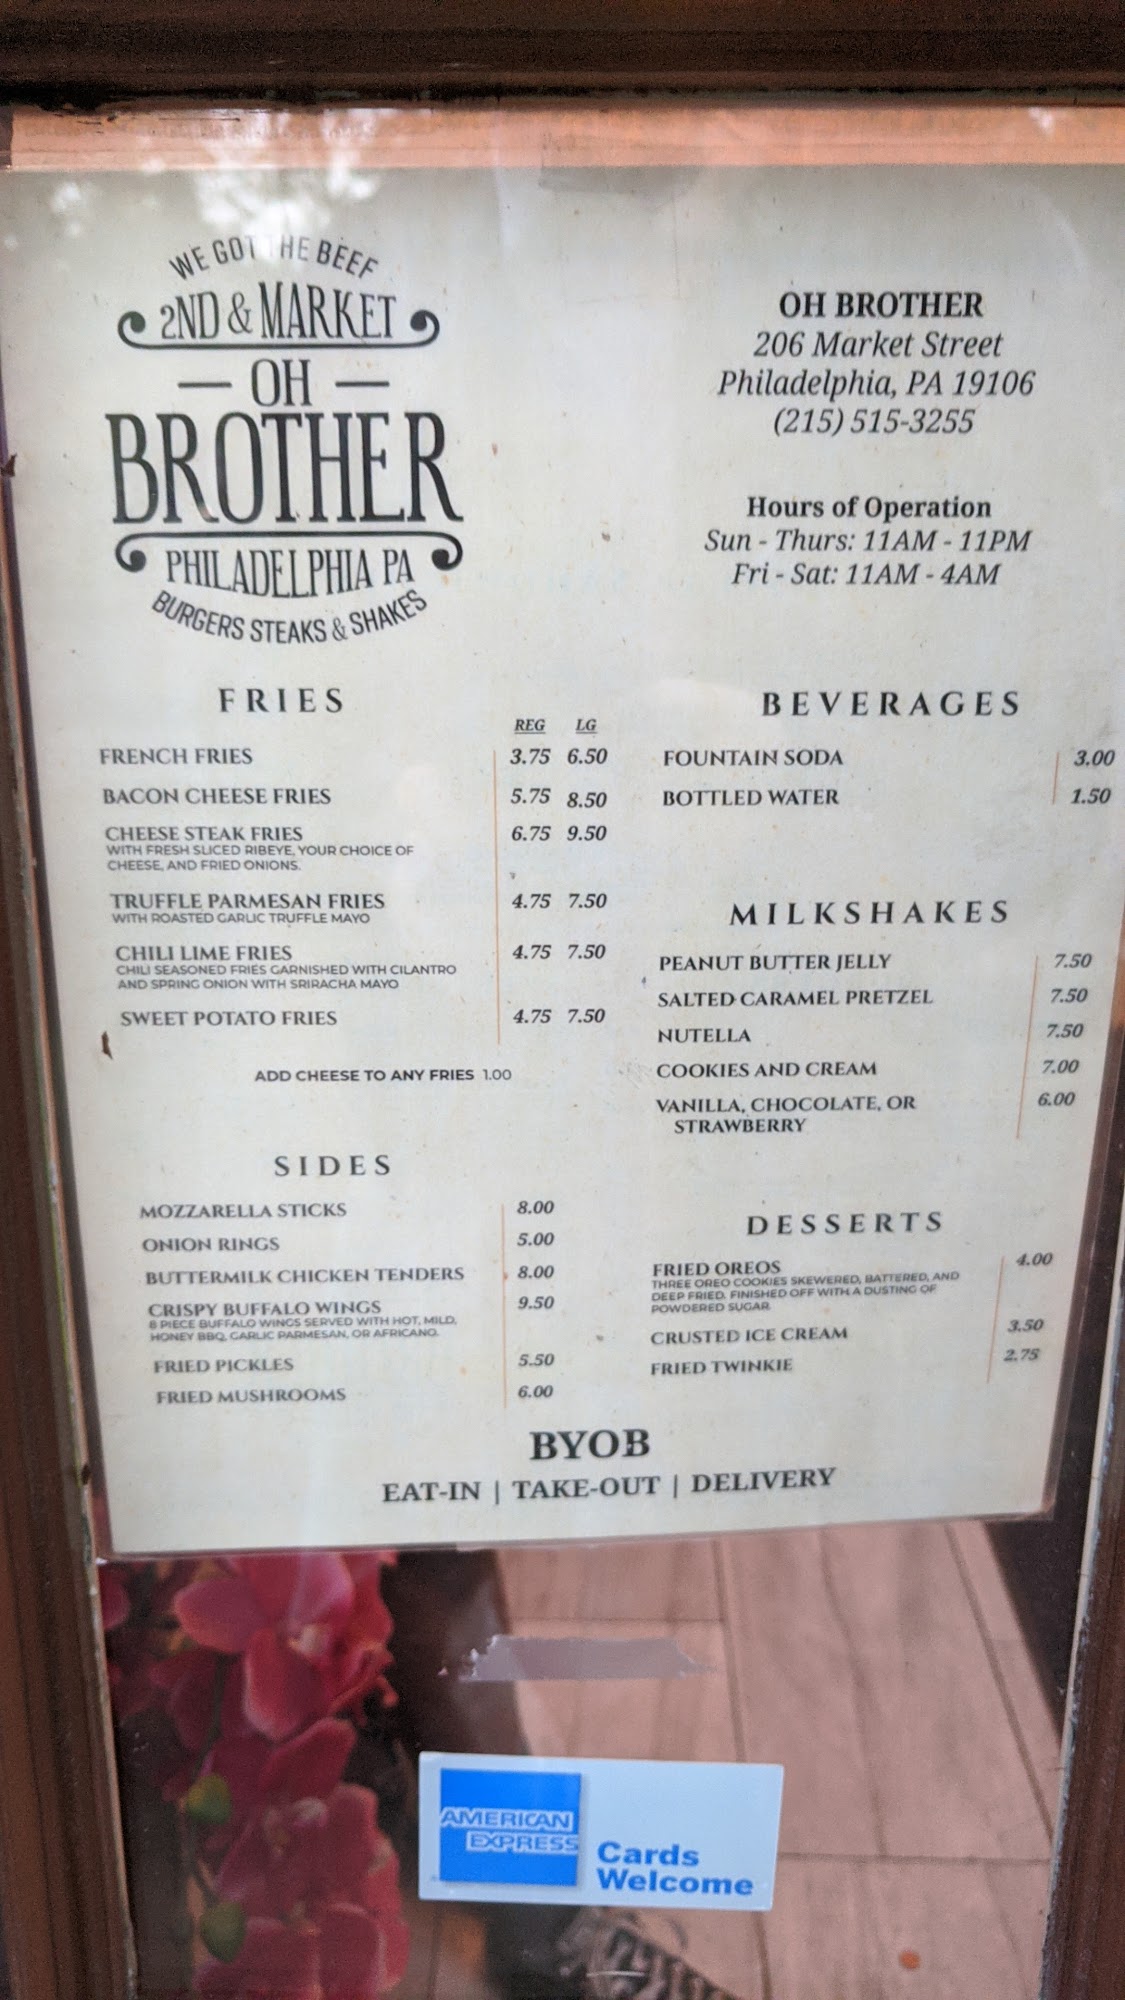 WE GOT THE BEEF
2ND & MARKET
OH
BROTHER
PHILADELPHIA PA
BURGERS STEAKS & SHAKES
OH BROTHER
206 Market Street
Philadelphia, PA 19106
(215) 515-3255
Hours of Operation
Sun - Thurs: 11AM - 11PM
Fri - Sat: 11AM - 4AM
FRIES
REG LG
FRENCH FRIES 3.75 6.50
BACON CHEESE FRIES 5.75 8.50
CHEESE STEAK FRIES 6.75 9.50
WITH FRESH SLICED RIBEYE, YOUR CHOICE OF
CHEESE, AND FRIED ONIONS.
TRUFFLE PARMESAN FRIES 4.75 7.50
WITH ROASTED GARLIC TRUFFLE MAYO
CHILI LIME FRIES 4.75 7.50
CHILI SEASONED FRIES GARNISHED WITH CILANTRO
AND SPRING ONION WITH SRIRACHA MAYO
SWEET POTATO FRIES 4.75 7.50
ADD CHEESE TO ANY FRIES 1.00
SIDES
MOZZARELLA STICKS 8.00
ONION RINGS 5.00
BUTTERMILK CHICKEN TENDERS 8.00
CRISPY BUFFALO WINGS 9.50
8 PIECE BUFFALO WINGS SERVED WITH HOT, MILD,
HONEY BBQ, GARLIC PARMESAN, OR AFRICANO.
FRIED PICKLES 5.50
FRIED MUSHROOMS 6.00
BEVERAGES
FOUNTAIN SODA 3.00
BOTTLED WATER 1.50
MILKSHAKES
PEANUT BUTTER JELLY 7.50
SALTED CARAMEL PRETZEL 7.50
NUTELLA 7.50
COOKIES AND CREAM 7.00
VANILLA, CHOCOLATE, OR 6.00
STRAWBERRY
DESSERTS
FRIED OREOS 4.00
THREE OREO COOKIES SKEWERED, BATTERED, AND
DEEP FRIED. FINISHED OFF WITH A DUSTING OF
POWDERED SUGAR
CRUSTED ICE CREAM 3.50
FRIED TWINKIE 2.75
BYOB
EAT-IN | TAKE-OUT | DELIVERY
AMERICAN
EXPRESS
Cards
Welcome